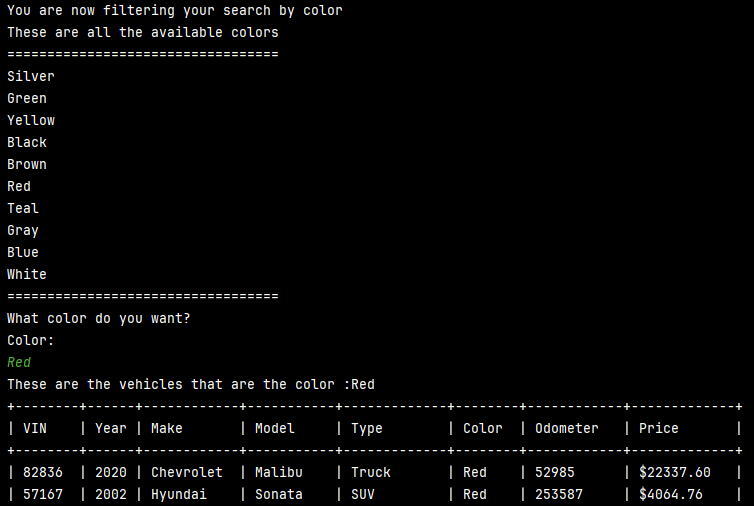 You are now filtering your search by color
These are all the available colors
==================================
Silver
Green
Yellow
Black
Brown
Red
Teal
Gray
Blue
White
==================================
What color do you want?
Color:
Red
These are the vehicles that are the color :Red
+--------+------+------------+-----------+-------------+--------+------------+-------------+
| VIN    | Year | Make       | Model     | Type        | Color  | Odometer   | Price       |
+--------+------+------------+-----------+-------------+--------+------------+-------------+
| 82836  | 2020 | Chevrolet  | Malibu    | Truck       | Red    | 52985      | $22337.60   |
| 57167  | 2002 | Hyundai    | Sonata    | SUV         | Red    | 253587     | $4064.76    |